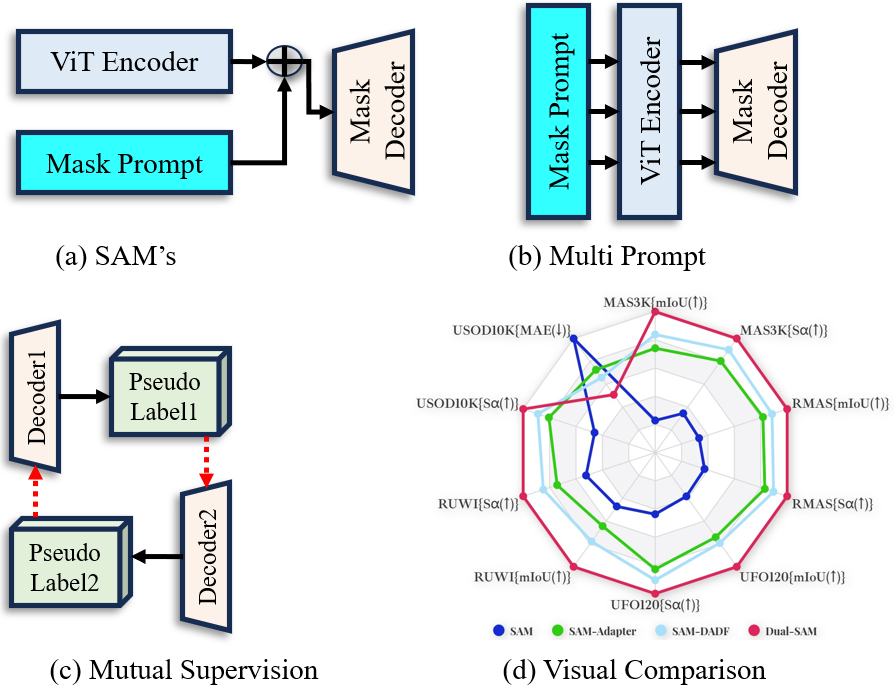 ViT Encoder
Mask Prompt
Mask
Decoder
(a) SAM's
Mask Prompt
ViT Encoder
Mask
Decoder
(b) Multi Prompt
Decoder1
Pseudo
Label1
Pseudo
Label2
Decoder2
(c) Mutual Supervision
MAS3K{mIoU(↑)}
USOD10K{MAE(↓)}
MAS3K{Sα(↑)}
USOD10K{Sα(↑)}
RMAS{mIoU(↑)}
RUWI{Sα(↑)}
RMAS{Sα(↑)}
RUWI{mIoU(↑)}
UFO120{mIoU(↑)}
UFO120{Sα(↑)}
SAM SAM-Adapter SAM-DADF Dual-SAM
(d) Visual Comparison